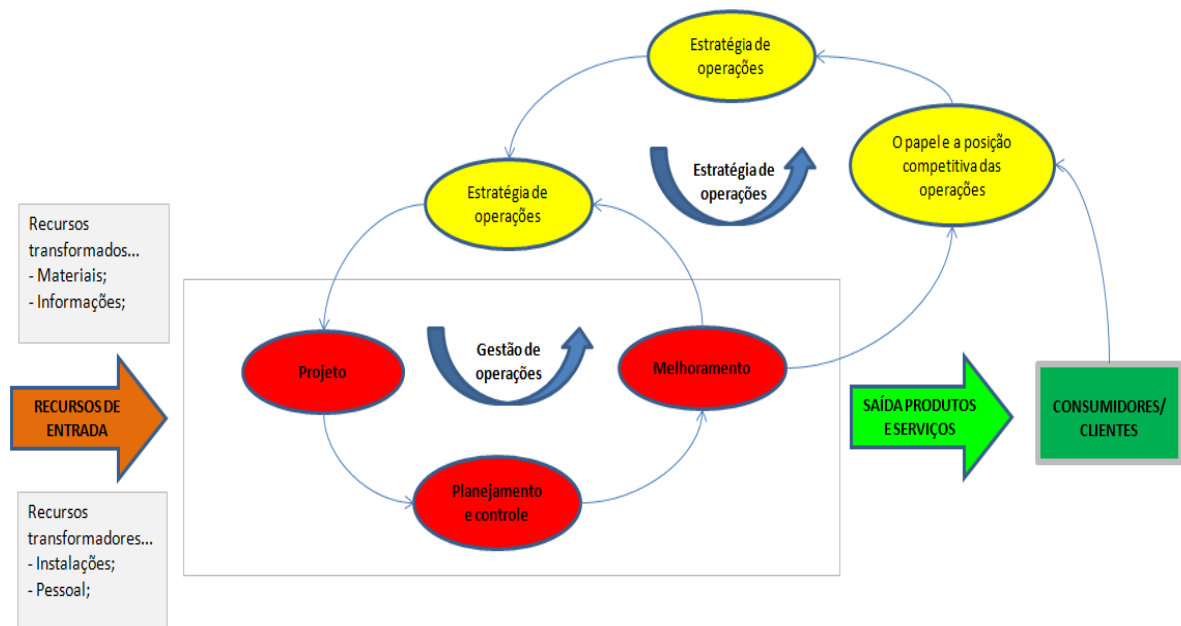 Estratégia de
operações
O papel e a posição
competitiva das
operações
Estratégia de
operações
Estratégia de
operações
Recursos
transformados...
- Materiais;
- Informações;
Projeto
Gestão de
operações
Melhoramento
RECURSOS DE
ENTRADA
SAÍDA PRODUTOS
E SERVIÇOS
CONSUMIDORES/
CLIENTES
Planejamento
e controle
Recursos
transformadores...
- Instalações;
- Pessoal;